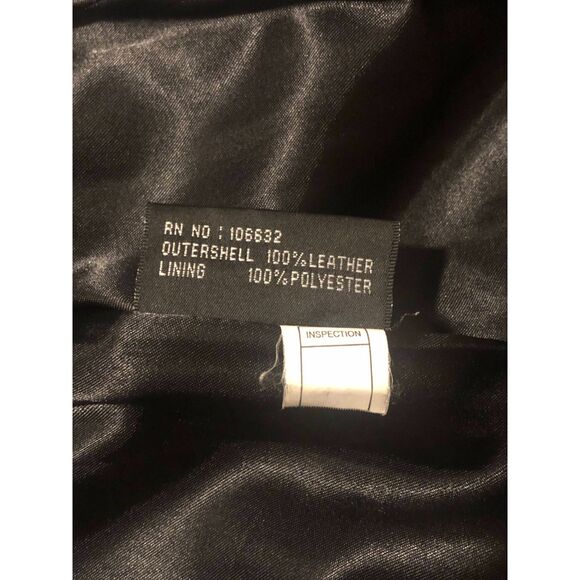 RN NO : 106632
OUTERSHELL 100%LEATHER
LINING 100%POLYESTER
INSPECTION